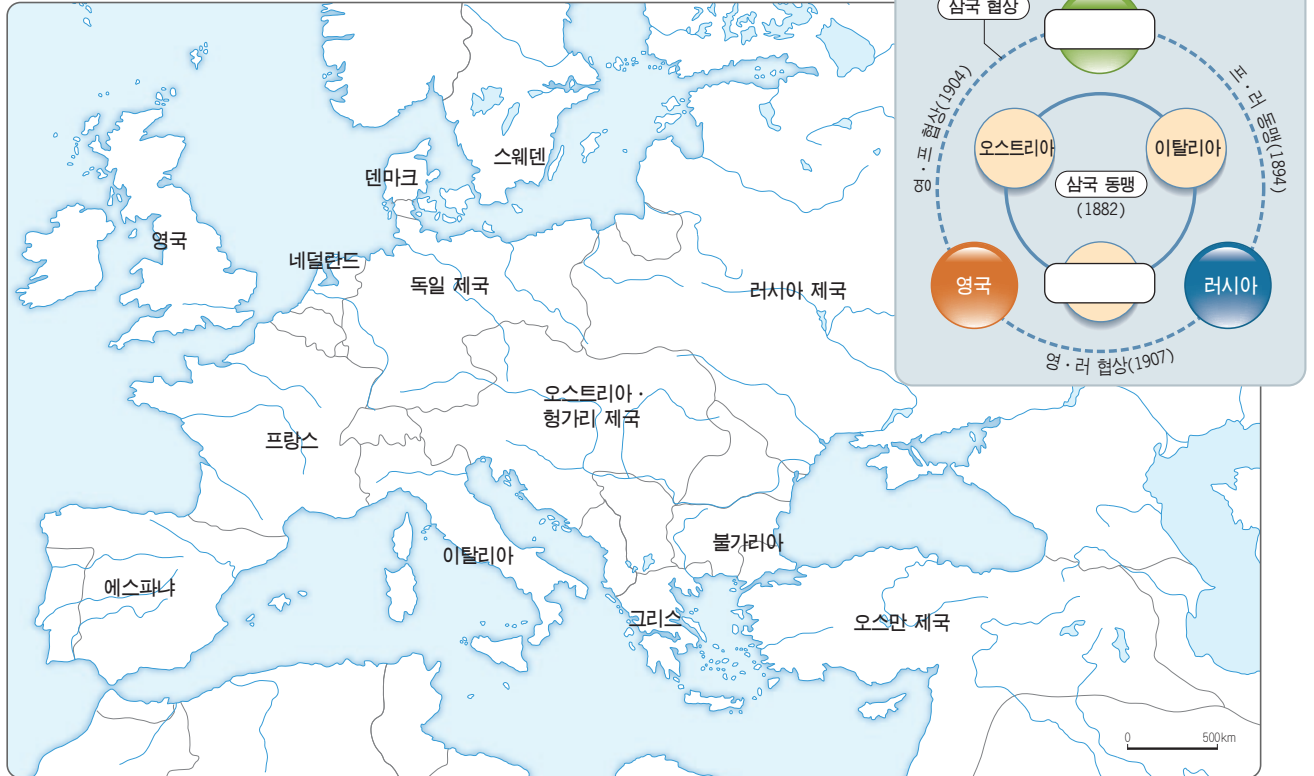 삼국 협상
영·프 협상(1904)
프·러 동맹(1894)
오스트리아
이탈리아
삼국 동맹
(1882)
영국
러시아
영·러 협상(1907)
스웨덴
덴마크
영국
네덜란드
독일 제국
러시아 제국
오스트리아·
헝가리 제국
프랑스
이탈리아
불가리아
에스파냐
그리스
오스만 제국
0 500km